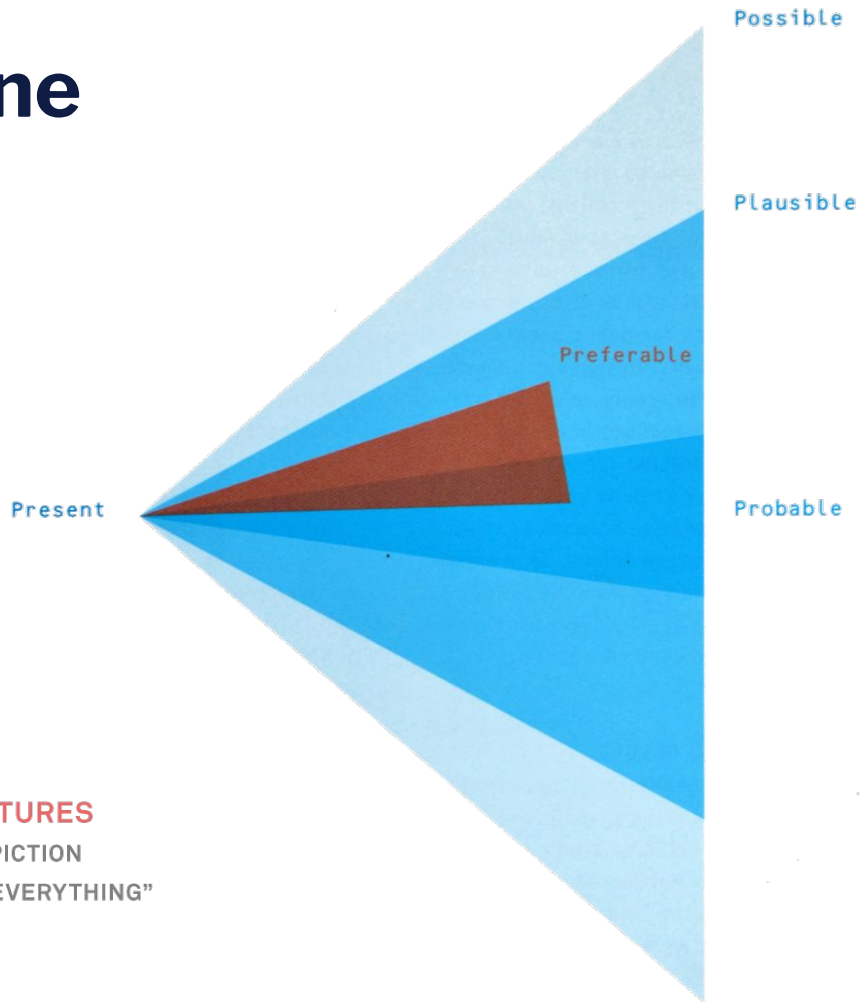 Possible
ne
Plausible
Preferable
Present
Probable
TURES
PICTION
EVERYTHING”